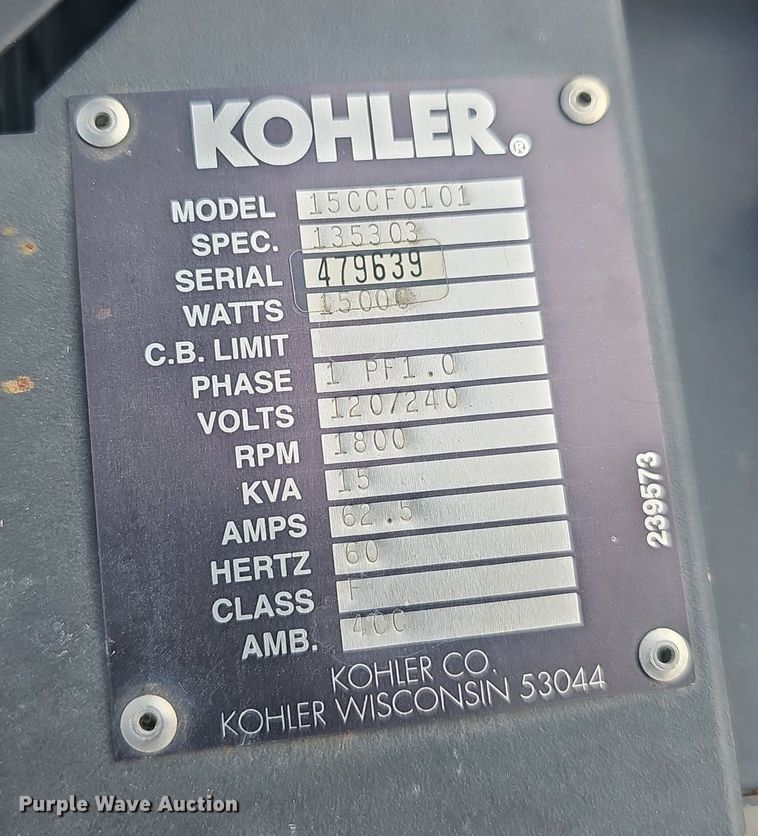 KOHLER®
MODEL 15CCF0101
SPEC. 135303
SERIAL 479639
WATTS 15000
C.B. LIMIT
PHASE 1 PF1.0
VOLTS 120/240
RPM 1800
KVA 15
AMPS 62.5
HERTZ 60
CLASS F
AMB. 40C
KOHLER CO.
KOHLER WISCONSIN 53044
239573
Purple Wave Auction